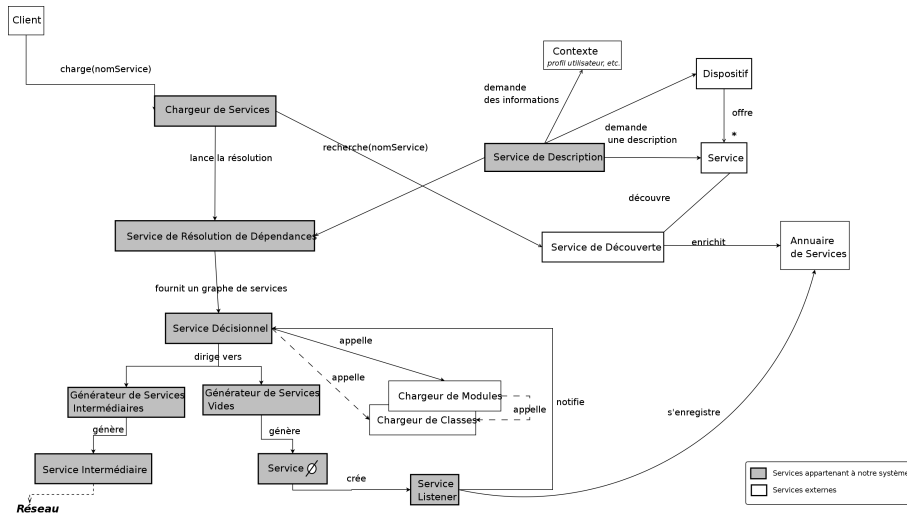 Client
charge(nomService)
Chargeur de Services
Contexte
profil utilisateur, etc.
Dispositif
demande
des informations
offre
*
demande
une description
lance la résolution
recherche(nomService)
Service de Description
Service
découvre
Service de Résolution de Dépendances
Service de Découverte
enrichit
Annuaire
de Services
fournit un graphe de services
Service Décisionnel
appelle
dirige vers
appelle
Générateur de Services
Intermédiaires
Générateur de Services
Vides
Chargeur de Modules
appelle
Chargeur de Classes
notifie
s'enregistre
génère
génère
Service Intermédiaire
Service Ø
crée
Service
Listener
Réseau
Services appartenant à notre système
Services externes